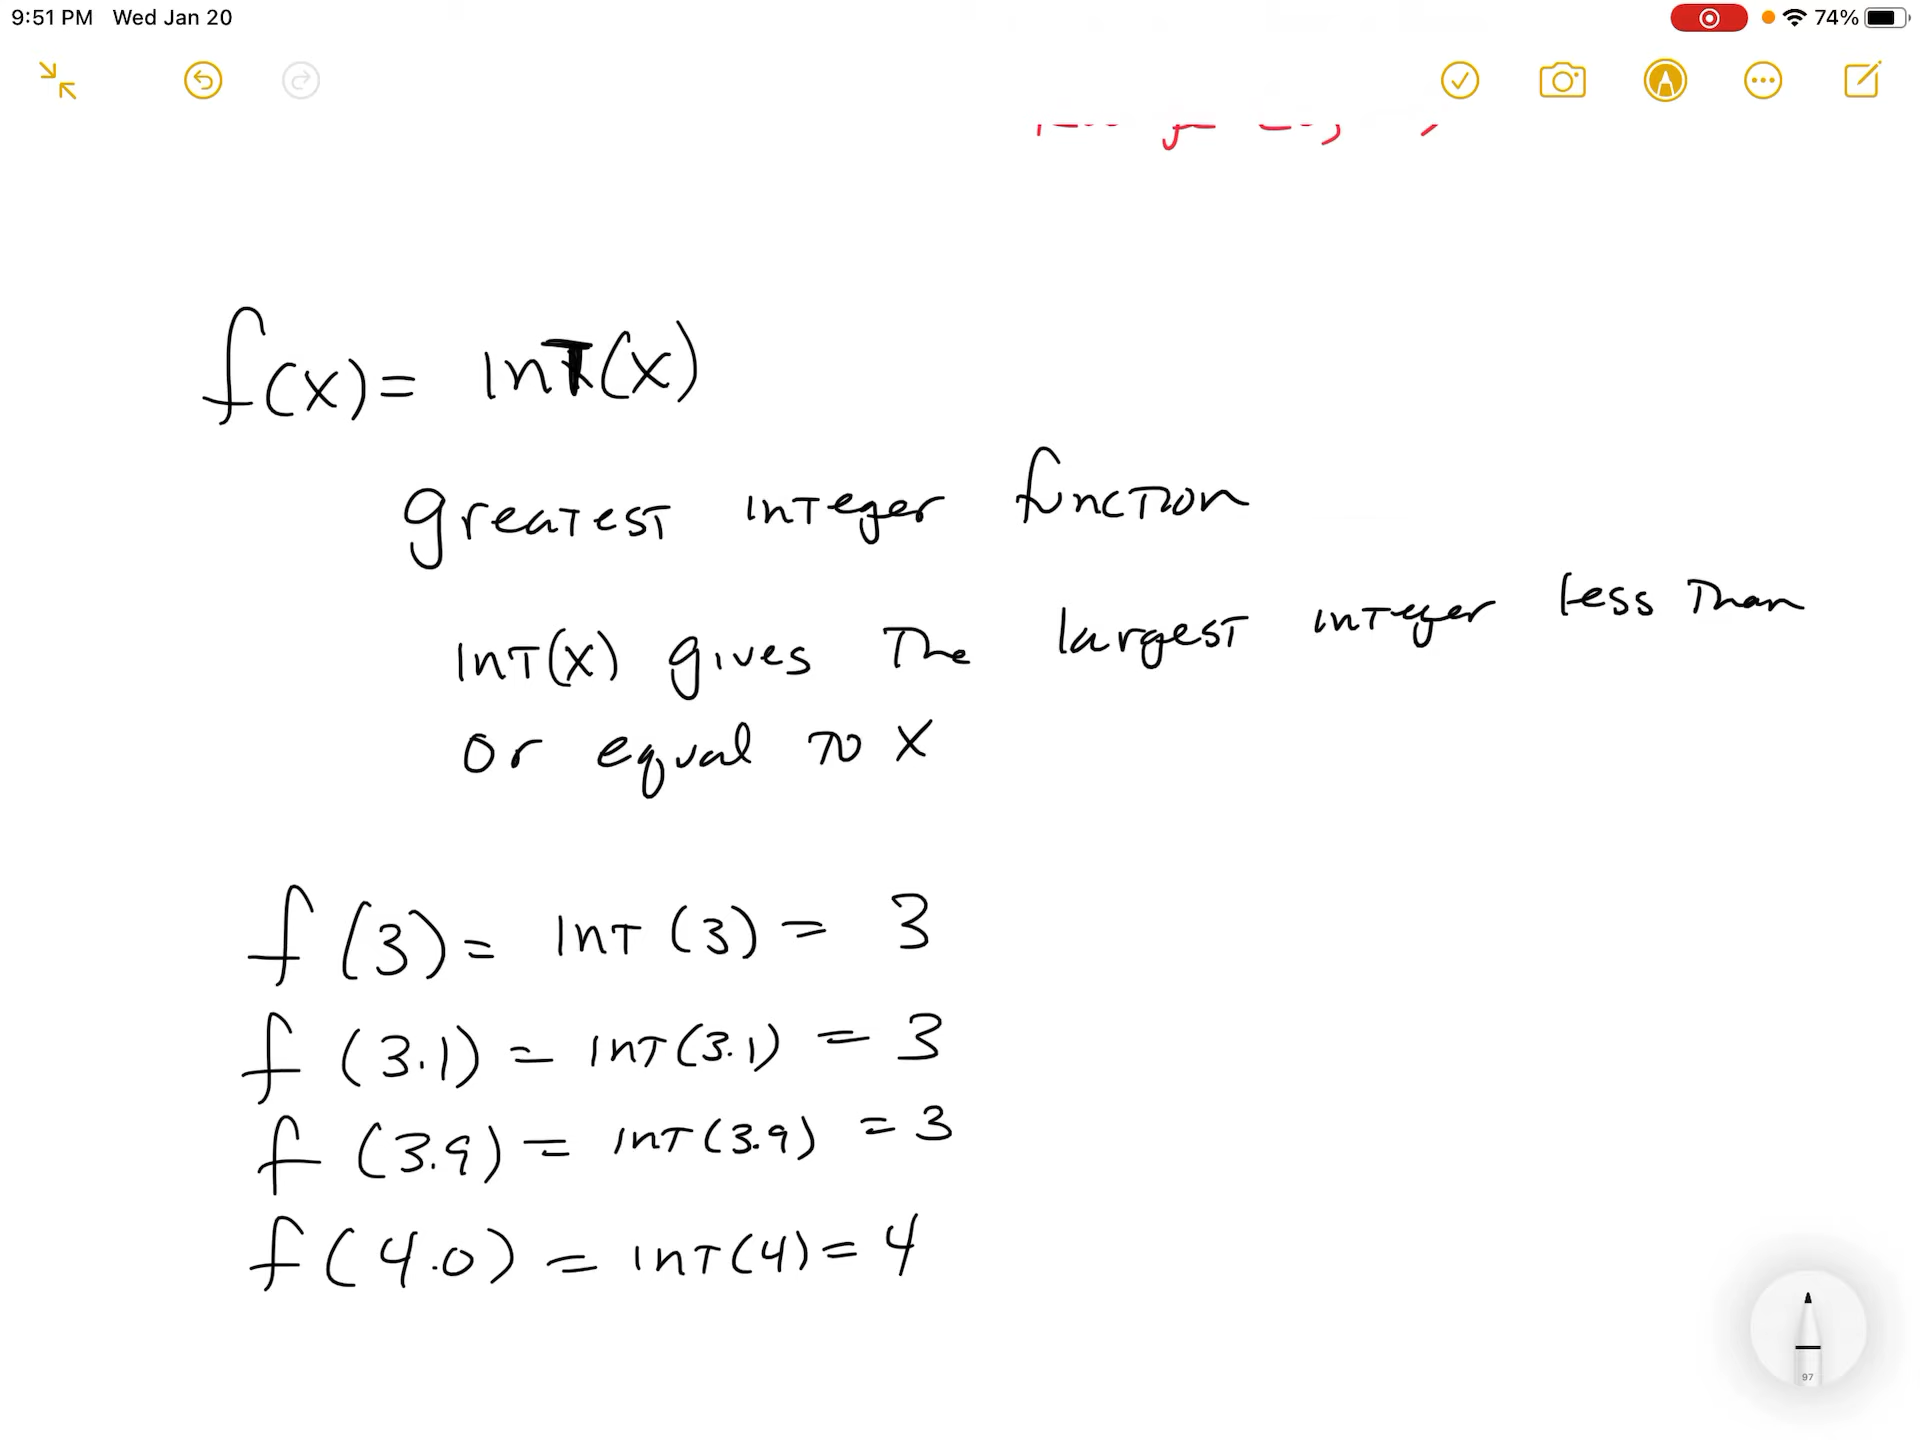 9:51 PM Wed Jan 20
74%
f(x) = INT(x)
greatest integer function
INT(x) gives the largest integer less than
or equal to x
f(3) = INT(3) = 3
f(3.1) = INT(3.1) = 3
f(3.9) = INT(3.9) = 3
f(4.0) = INT(4) = 4
97